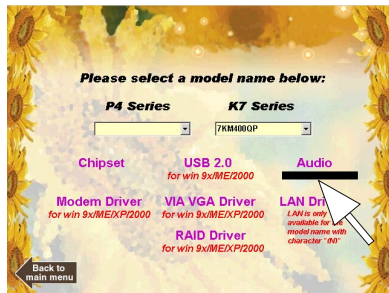 Please select a model name below:
P4 Series K7 Series
7KM400QP
Chipset USB 2.0 Audio
for win 9x/ME/2000
Modem Driver VIA VGA Driver LAN
for win 9x/ME/XP/2000 for win 9x/ME/XP/2000 LAN is only
available for the
RAID Driver model name with
for win 9x/ME/XP/2000 character "(N)"
Back to
main menu